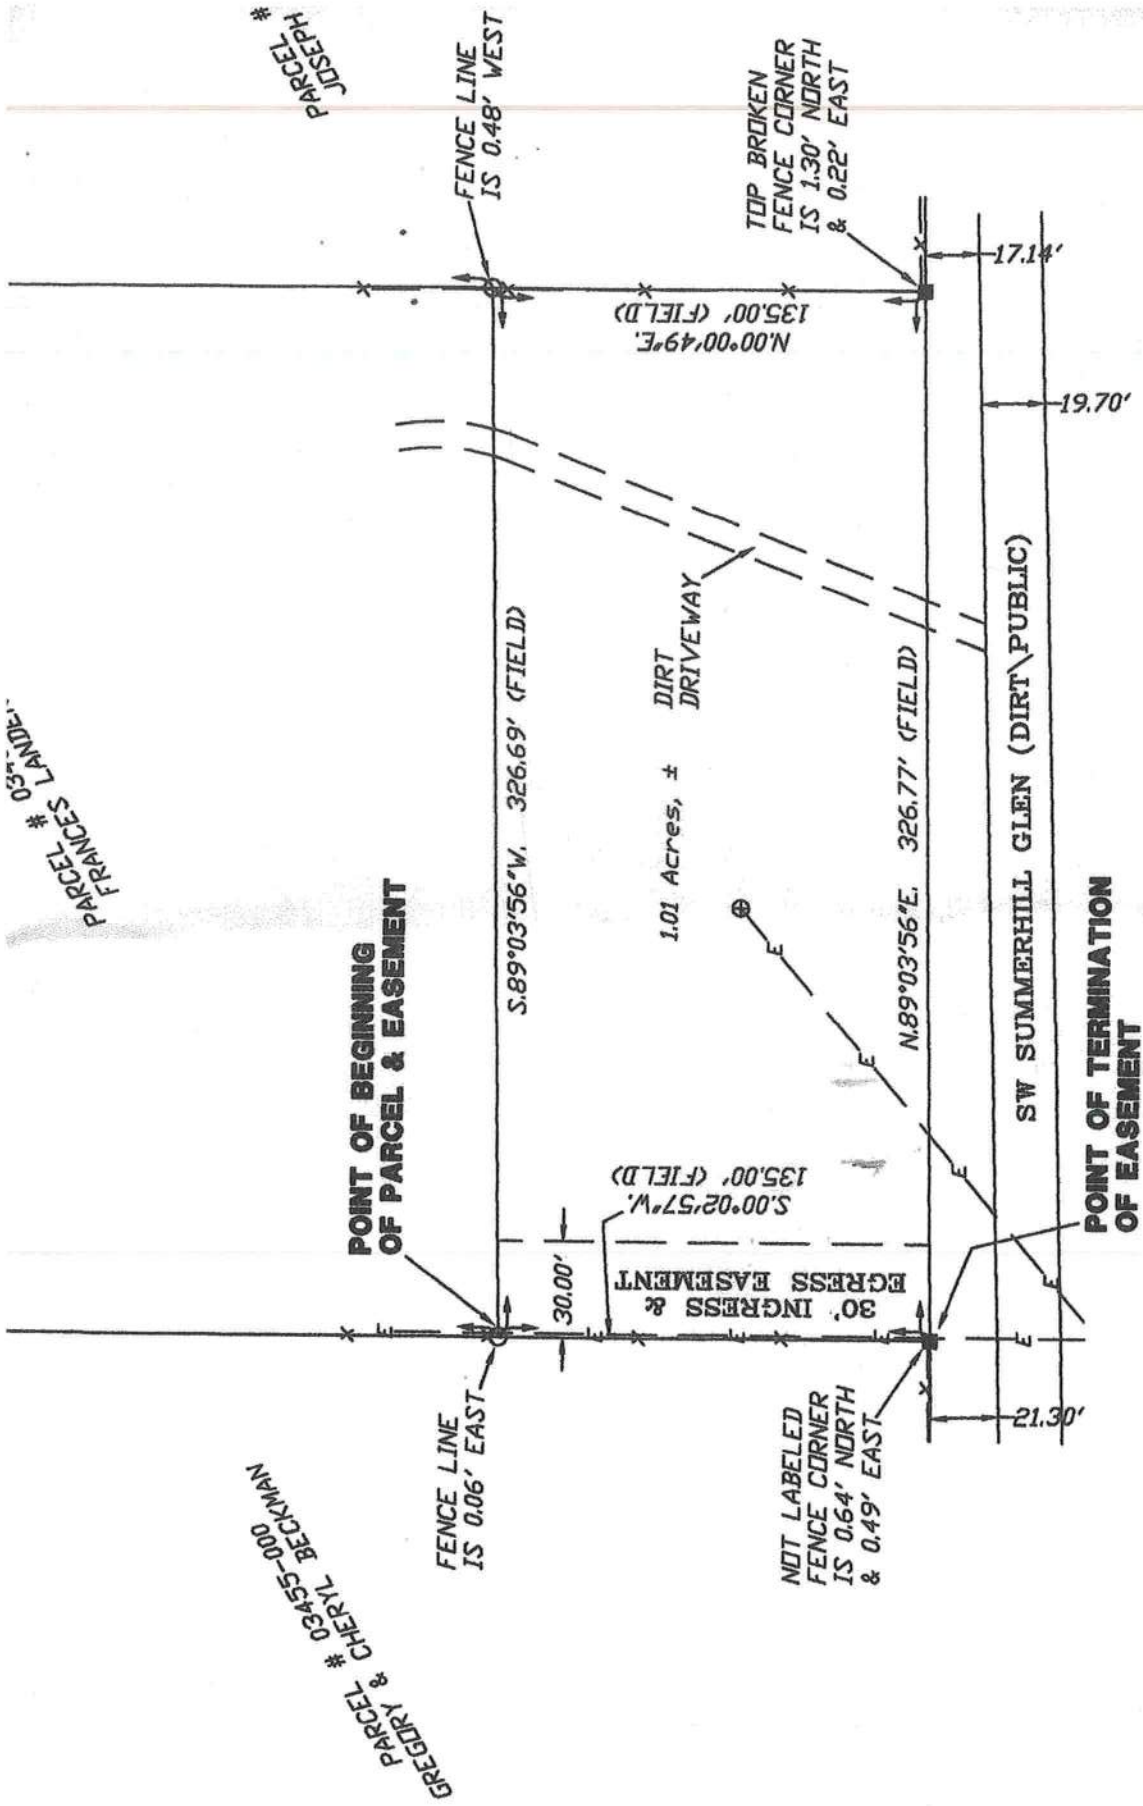 PARCEL #
JOSEPH
FENCE LINE
IS 0.48' WEST
TOP BROKEN
FENCE CORNER
IS 1.30' NORTH
& 0.22' EAST
17.14'
N.00°00'49"E.
135.00' (FIELD)
19.70'
PARCEL #
FRANCES
POINT OF BEGINNING
OF PARCEL & EASEMENT
S.89°03'56"W. 326.69' (FIELD)
1.01 Acres, ±
DIRT
DRIVEWAY
N.89°03'56"E. 326.77' (FIELD)
SW SUMMERHILL GLEN (DIRT\PUBLIC)
E
E
E
E
S.00°02'57"W.
135.00' (FIELD)
30.00'
30' INGRESS &
EGRESS EASEMENT
POINT OF TERMINATION
OF EASEMENT
E
FENCE LINE
IS 0.06' EAST
NOT LABELED
FENCE CORNER
IS 0.64' NORTH
& 0.49' EAST
21.30'
PARCEL # 03455-000
GREGORY & CHERYL BECKMAN